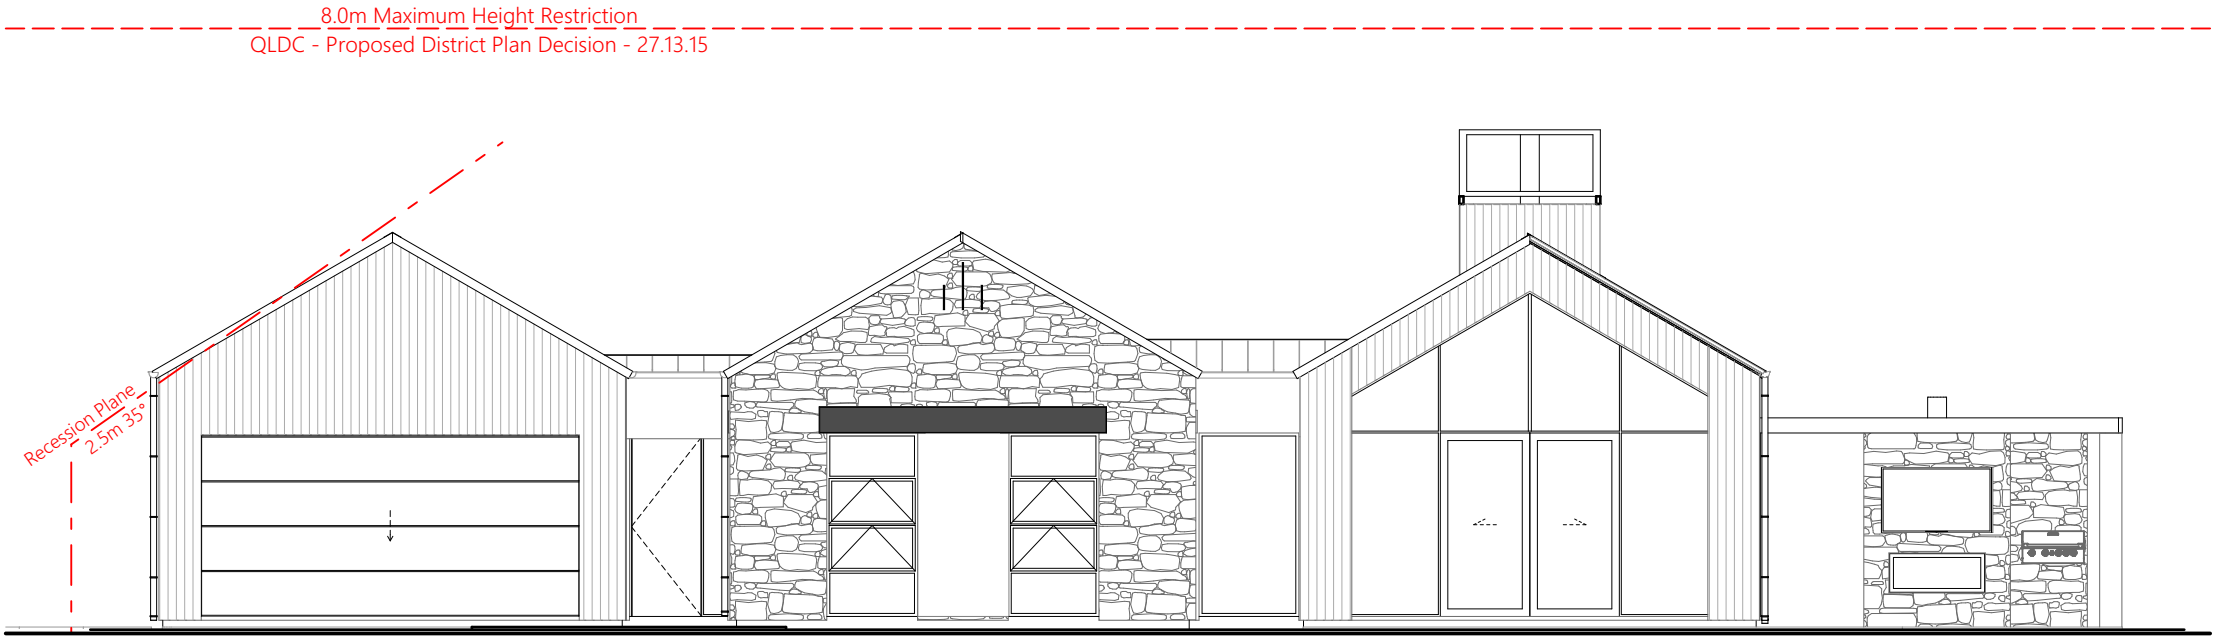 8.0m Maximum Height Restriction
QLDC - Proposed District Plan Decision - 27.13.15
Recession Plane
2.5m 35°